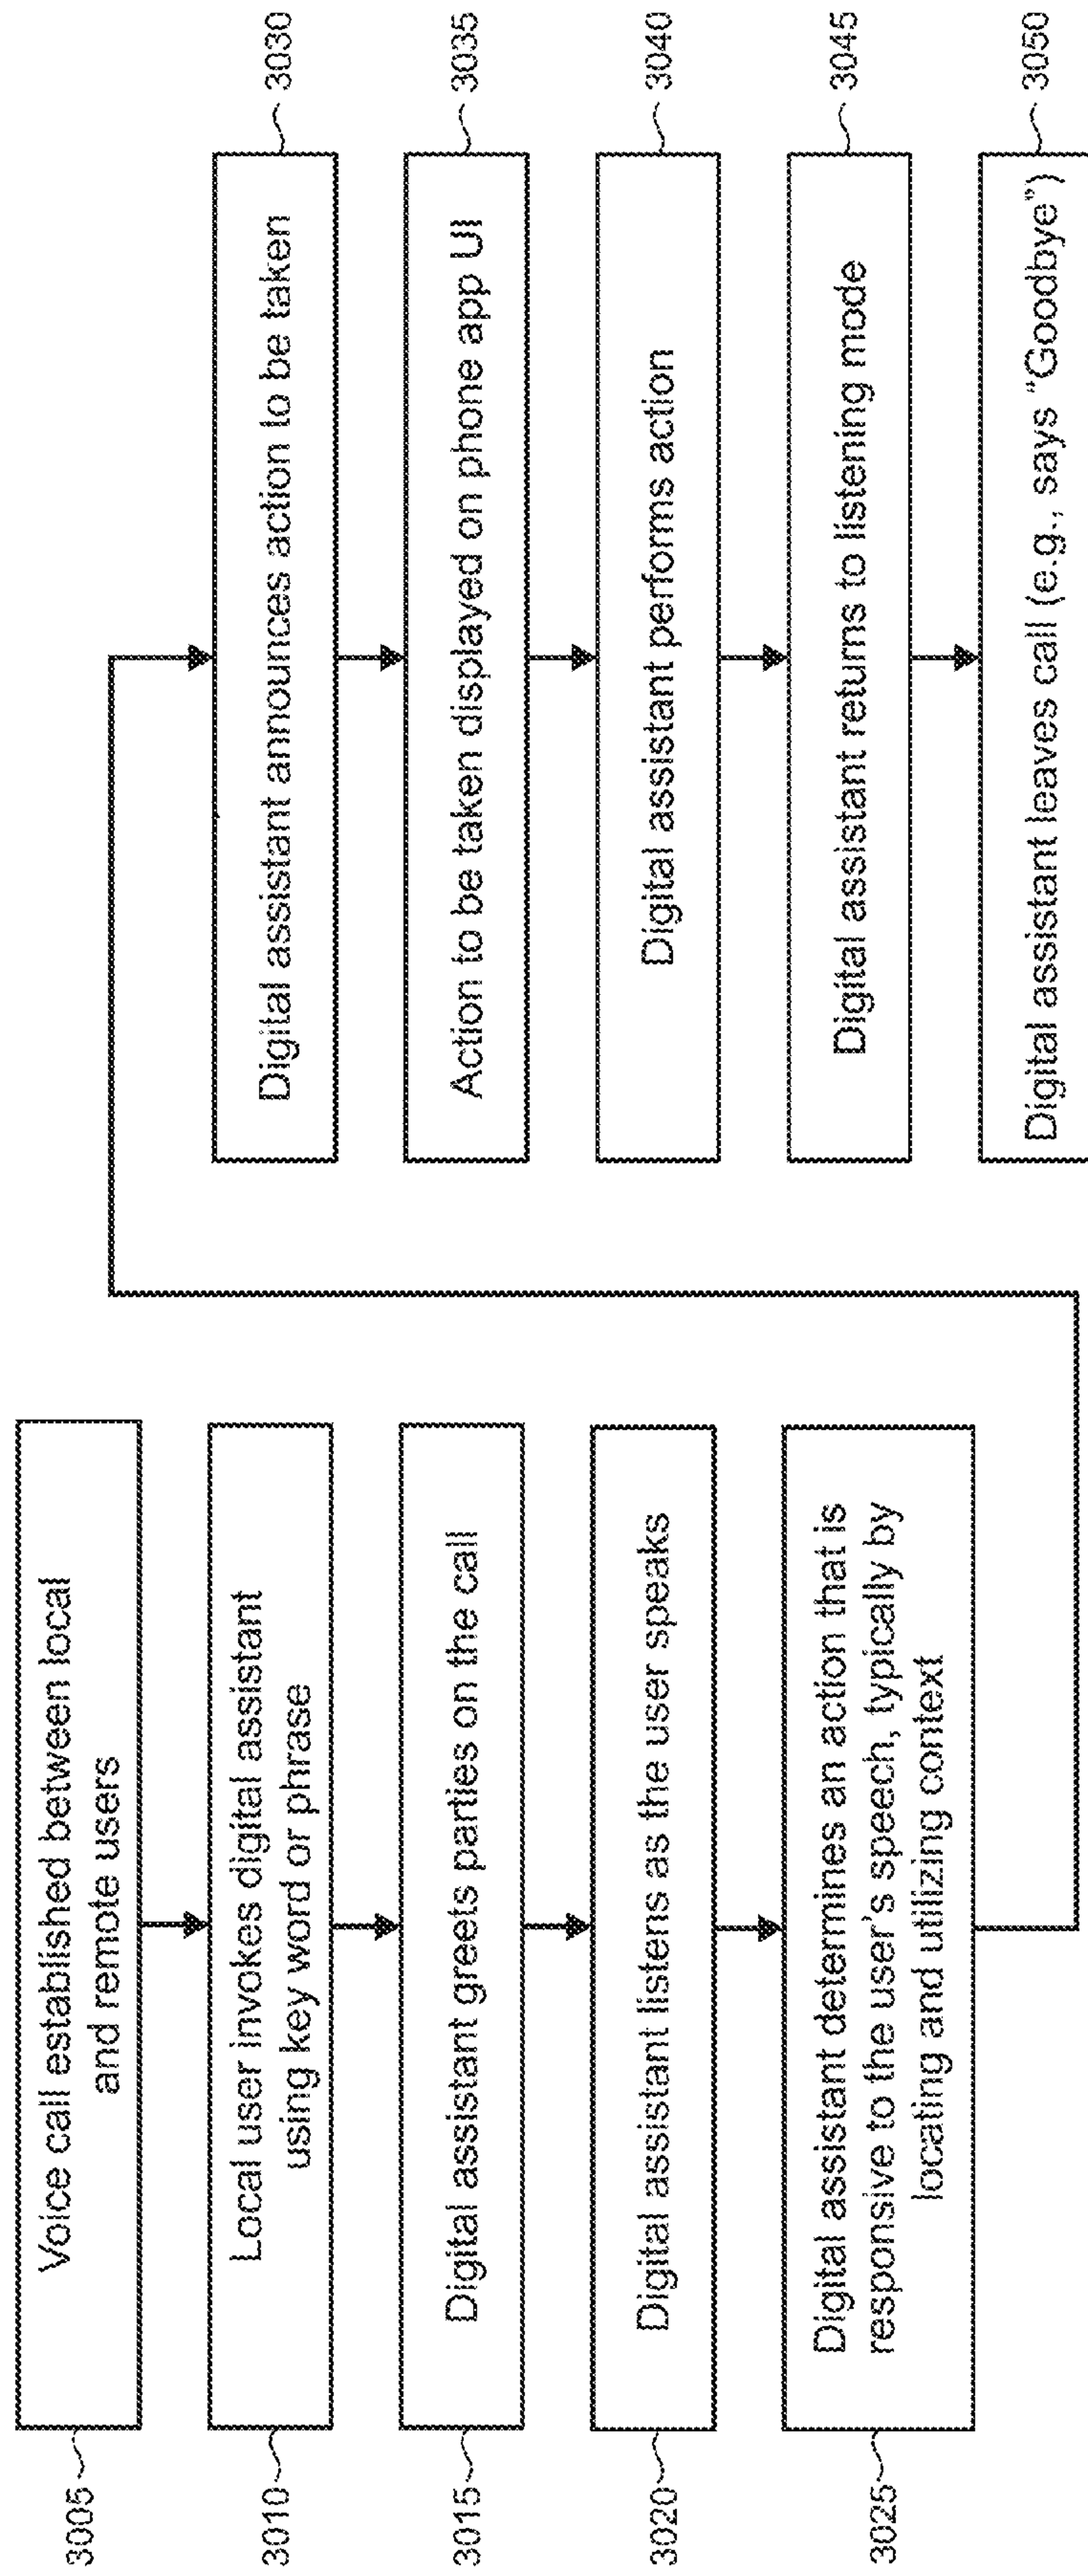 3005
Voice call established between local
and remote users
3010
Local user invokes digital assistant
using key word or phrase
3015
Digital assistant greets parties on the call
3020
Digital assistant listens as the user speaks
3025
Digital assistant determines an action that is
responsive to the user's speech, typically by
locating and utilizing context
Digital assistant announces action to be taken
3030
Action to be taken displayed on phone app UI
3035
Digital assistant performs action
3040
Digital assistant returns to listening mode
3045
Digital assistant leaves call (e.g., says "Goodbye")
3050